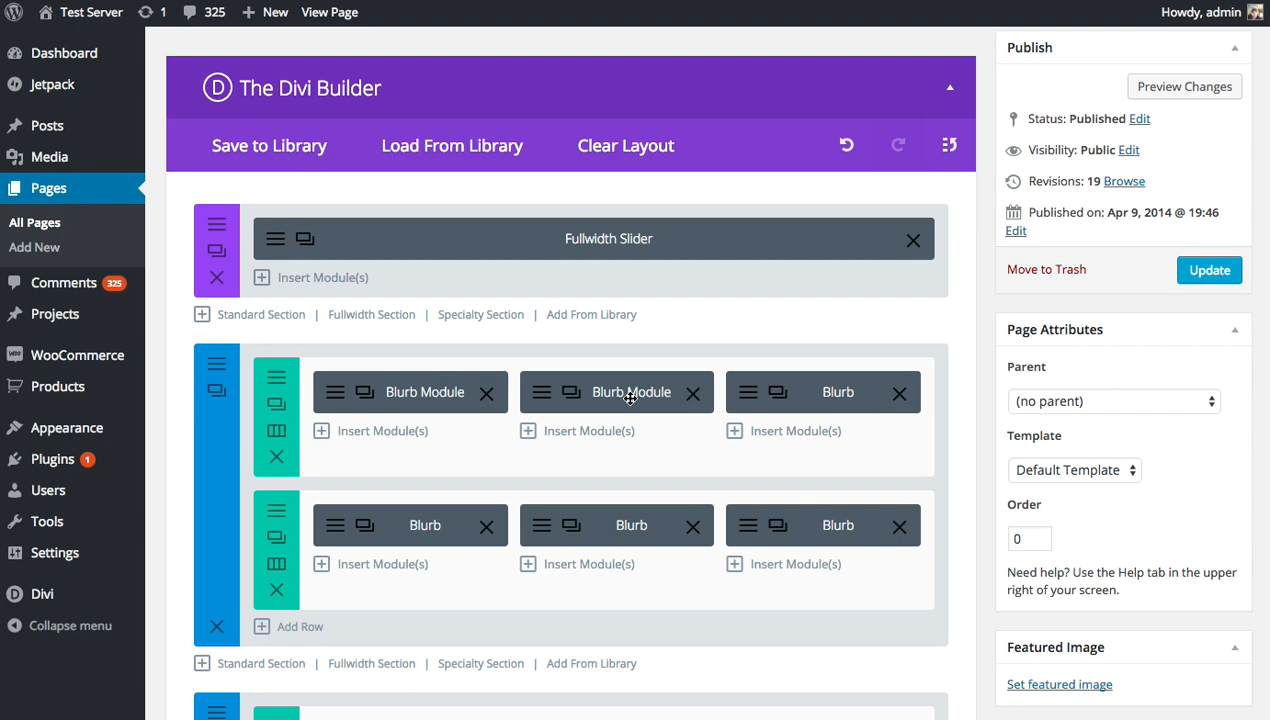 Test Server 1 325 New View Page Howdy, admin
Dashboard
Jetpack
Posts
Media
Pages
All Pages
Add New
Comments 325
Projects
WooCommerce
Products
Appearance
Plugins 1
Users
Tools
Settings
Divi
Collapse menu
D The Divi Builder
Save to Library Load From Library Clear Layout
Fullwidth Slider
Insert Module(s)
Standard Section | Fullwidth Section | Specialty Section | Add From Library
Blurb Module Blurb Module Blurb
Insert Module(s) Insert Module(s) Insert Module(s)
Blurb Blurb Blurb
Insert Module(s) Insert Module(s) Insert Module(s)
Add Row
Standard Section | Fullwidth Section | Specialty Section | Add From Library
Publish
Preview Changes
Status: Published Edit
Visibility: Public Edit
Revisions: 19 Browse
Published on: Apr 9, 2014 @ 19:46
Edit
Move to Trash Update
Page Attributes
Parent
(no parent)
Template
Default Template
Order
0
Need help? Use the Help tab in the upper
right of your screen.
Featured Image
Set featured image